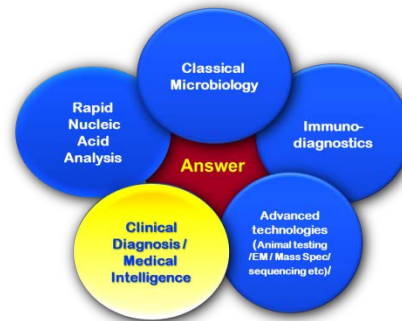 Classical
Microbiology
Rapid
Nucleic
Acid
Analysis
Immuno-
diagnostics
Answer
Clinical
Diagnosis /
Medical
Intelligence
Advanced
technologies
(Animal testing
/EM / Mass Spec/
sequencing etc)/